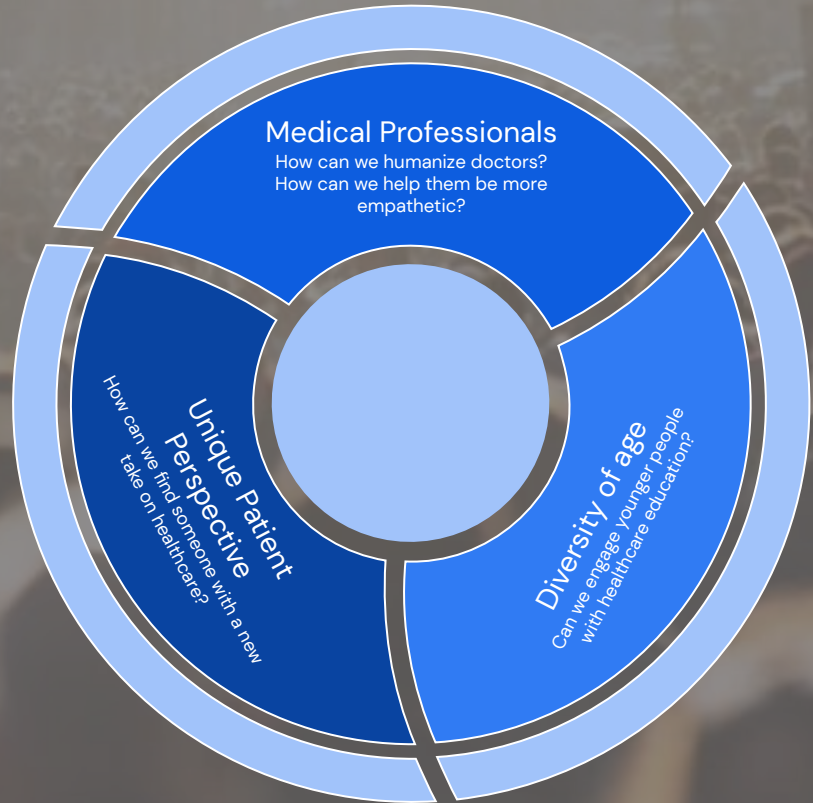 Medical Professionals
How can we humanize doctors?
How can we help them be more
empathetic?
Diversity of age
Can we engage younger people
with healthcare education?
Unique Patient
Perspective
How can we find someone with a new
take on healthcare?